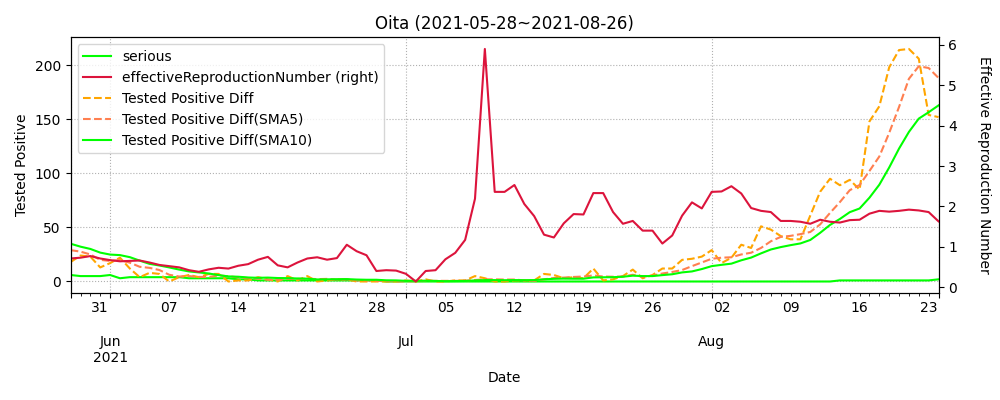 Oita (2021-05-28~2021-08-26)
serious
effectiveReproductionNumber (right)
Tested Positive Diff
Tested Positive Diff(SMA5)
Tested Positive Diff(SMA10)
Tested Positive
200
150
100
50
0
6
5
4
3
2
1
0
Effective Reproduction Number
31 07 14 21 28 05 12 19 26 02 09 16 23
Jun Jul Aug
2021
Date